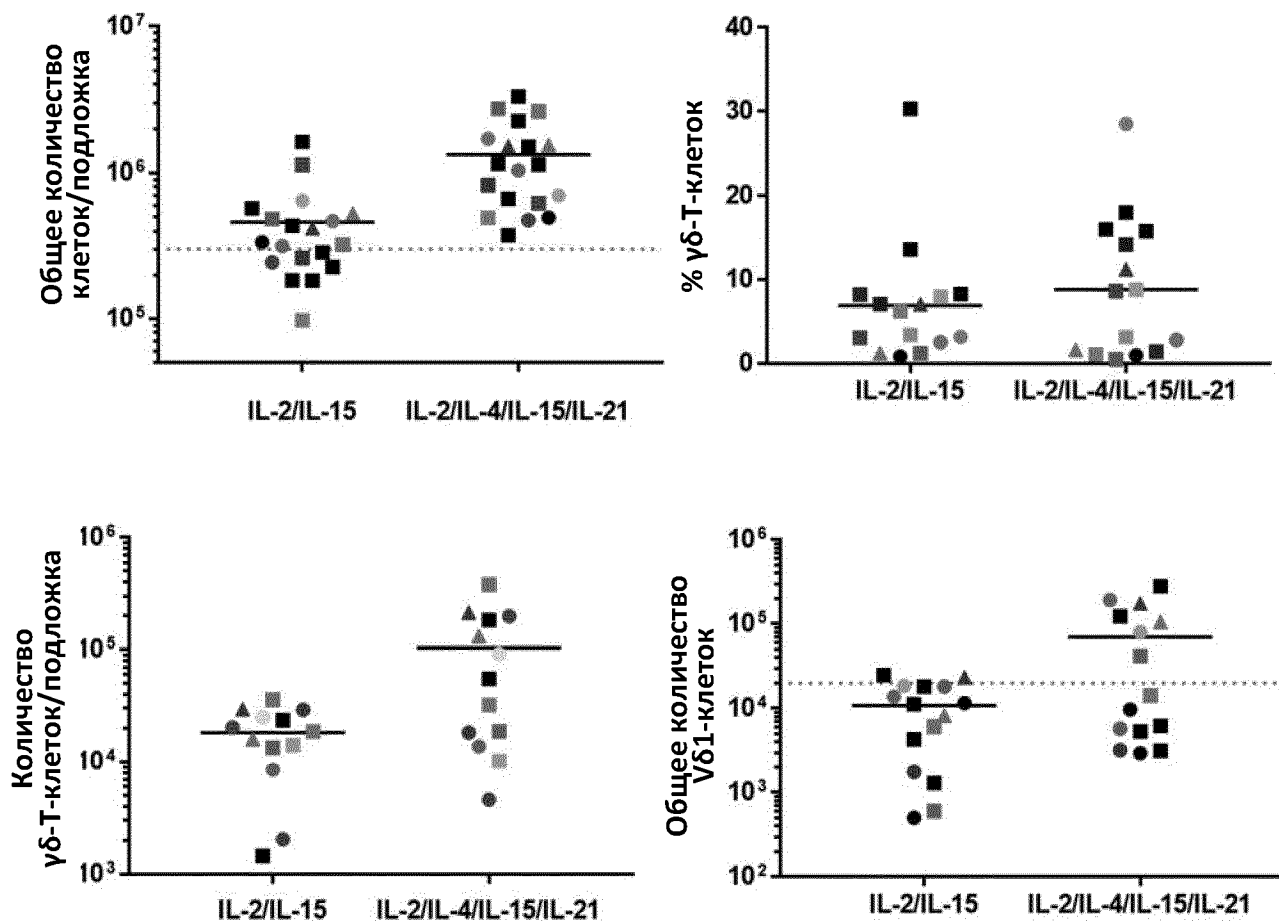 Общее количество
клеток/подложка
10⁷
10⁶
10⁵
IL-2/IL-15
IL-2/IL-4/IL-15/IL-21
% γδ-Т-клеток
40
30
20
10
0
IL-2/IL-15
IL-2/IL-4/IL-15/IL-21
Количество
γδ-Т-клеток/подложка
10⁶
10⁵
10⁴
10³
IL-2/IL-15
IL-2/IL-4/IL-15/IL-21
Общее количество
Vδ1-клеток
10⁶
10⁵
10⁴
10³
10²
IL-2/IL-15
IL-2/IL-4/IL-15/IL-21